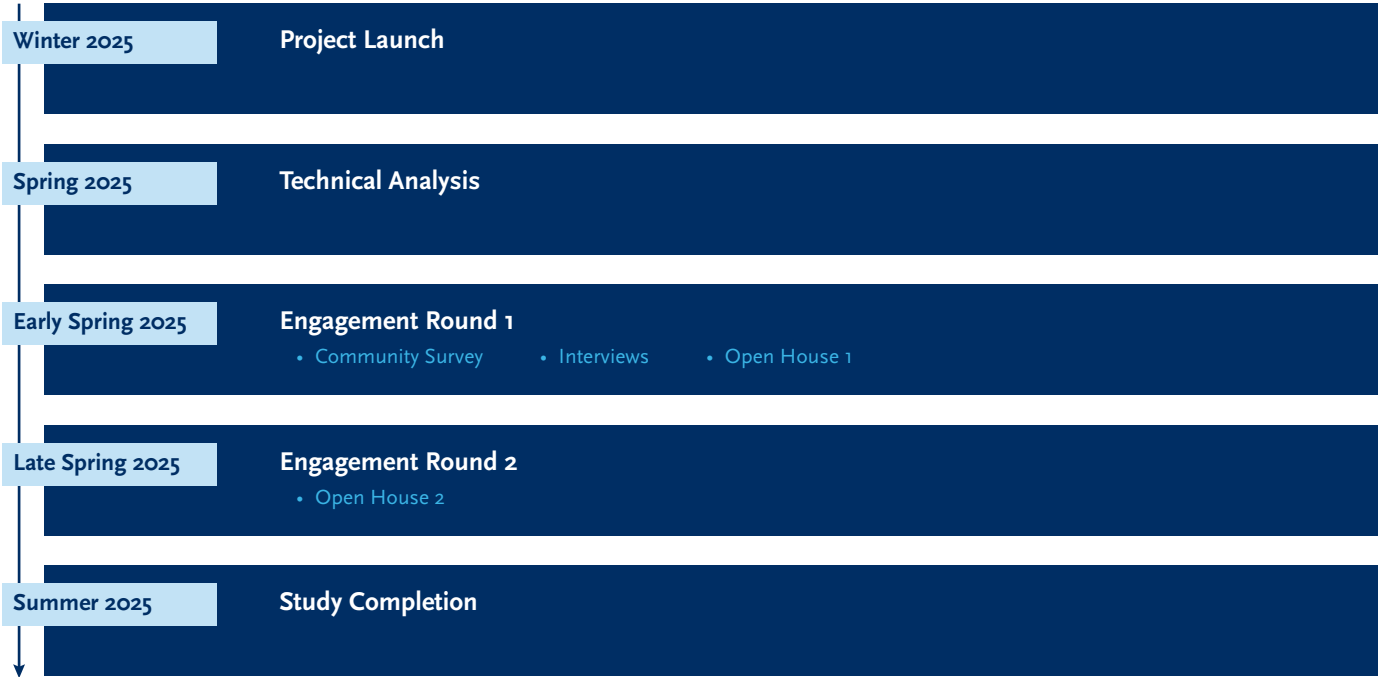 Winter 2025 Project Launch
Spring 2025 Technical Analysis
Early Spring 2025 Engagement Round 1
• Community Survey • Interviews • Open House 1
Late Spring 2025 Engagement Round 2
• Open House 2
Summer 2025 Study Completion